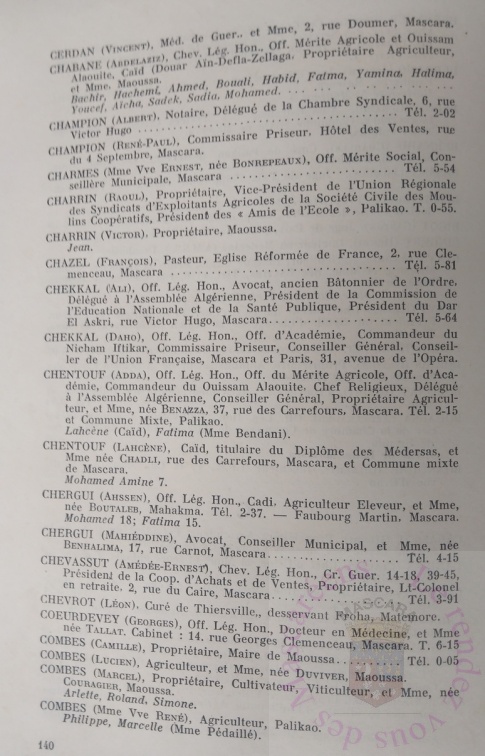 CERDAN (Vincent), Méd. de Guer., et Mme, 2, rue Doumer, Mascara.
CHABANE (Abdelaziz), Chev. Lég. Hon., Off. Mérite Agricole et Ouissam
Alaouite, Caïd (Douar Aïn-Defla-Zellaga. Propriétaire Agriculteur,
et Mme, Maoussa.
Bachir, Hachemi, Ahmed, Bouali, Habid, Fatma, Yamina, Halima,
Youcef, Aïcha, Sadek, Sadia, Mohamed.
CHAMPION (Albert), Notaire, Délégué de la Chambre Syndicale, 6, rue
Victor Hugo ........ Tél. 2-02
CHAMPION (René-Paul), Commissaire Priseur, Hôtel des Ventes, rue
du 4 Septembre, Mascara.
CHARMES (Mme Vve Ernest, née Bonrepeaux), Off. Mérite Social, Con-
seillère Municipale, Mascara ........ Tél. 5-54
CHARRIN (Raoul), Propriétaire, Vice-Président de l'Union Régionale
des Syndicats d'Exploitants Agricoles de la Société Civile des Mou-
lins Coopératifs, Président des « Amis de l'Ecole », Palikao. T. 0-55.
CHARRIN (Victor). Propriétaire, Maoussa.
Jean.
CHAZEL (François), Pasteur, Eglise Réformée de France, 2, rue Cle-
menceau, Mascara ........ Tél. 5-81
CHEKKAL (Ali), Off. Lég. Hon., Avocat, ancien Bâtonnier de l'Ordre,
Délégué à l'Assemblée Algérienne, Président de la Commission de
l'Education Nationale et de la Santé Publique, Président du Dar
El Askri, rue Victor Hugo, Mascara........ Tél. 5-64
CHEKKAL (Daho), Off. Lég. Hon., Off. d'Académie, Commandeur du
Nicham Iftikar, Commissaire Priseur, Conseiller Général, Conseil-
ler de l'Union Française, Mascara et Paris, 31, avenue de l'Opéra.
CHENTOUF (Adda), Off. Lég. Hon., Off. du Mérite Agricole, Off. d'Aca-
démie, Commandeur du Ouissam Alaouite. Chef Religieux, Délégué
à l'Assemblée Algérienne, Conseiller Général, Propriétaire Agricul-
teur, et Mme, née Benazza, 37, rue des Carrefours, Mascara. Tél. 2-15
et Commune Mixte, Palikao.
Lahcène (Caïd), Fatima (Mme Bendani).
CHENTOUF (Lahcène), Caïd, titulaire du Diplôme des Médersas, et
Mme née Chadli, rue des Carrefours, Mascara, et Commune mixte
de Mascara.
Mohamed Amine 7.
CHERGUI (Ahssen), Off. Lég. Hon., Cadi, Agriculteur Eleveur, et Mme,
née Boutaleb, Mahakma. Tél. 2-37. — Faubourg Martin, Mascara.
Mohamed 18; Fatima 15.
CHERGUI (Mahiéddine), Avocat, Conseiller Municipal, et Mme, née
Benhalima, 17, rue Carnot, Mascara........ Tél. 4-15
CHEVASSUT (Amédée-Ernest), Chev. Lég. Hon., Cr. Guer. 14-18, 39-45,
Président de la Coop. d'Achats et de Ventes, Propriétaire, Lt-Colonel
en retraite. 2, rue du Caire, Mascara........ Tél. 3-91
CHEVROT (Léon). Curé de Thiersville, desservant Froha, Matemore.
COEURDEVEY (Georges), Off. Lég. Hon., Docteur en Médecine, et Mme
née Tallat. Cabinet : 14, rue Georges Clemenceau, Mascara. T. 6-15
COMBES (Camille), Propriétaire, Maire de Maoussa........ Tél. 0-05
COMBES (Lucien), Agriculteur, et Mme, née Duviver, Maoussa.
COMBES (Marcel), Propriétaire, Cultivateur, Viticulteur, et Mme, née
Couragier, Maoussa.
Arlette, Roland, Simone.
COMBES (Mme Vve René), Agriculteur, Palikao.
Philippe, Marcelle (Mme Pédaillé).
140
MASCARA